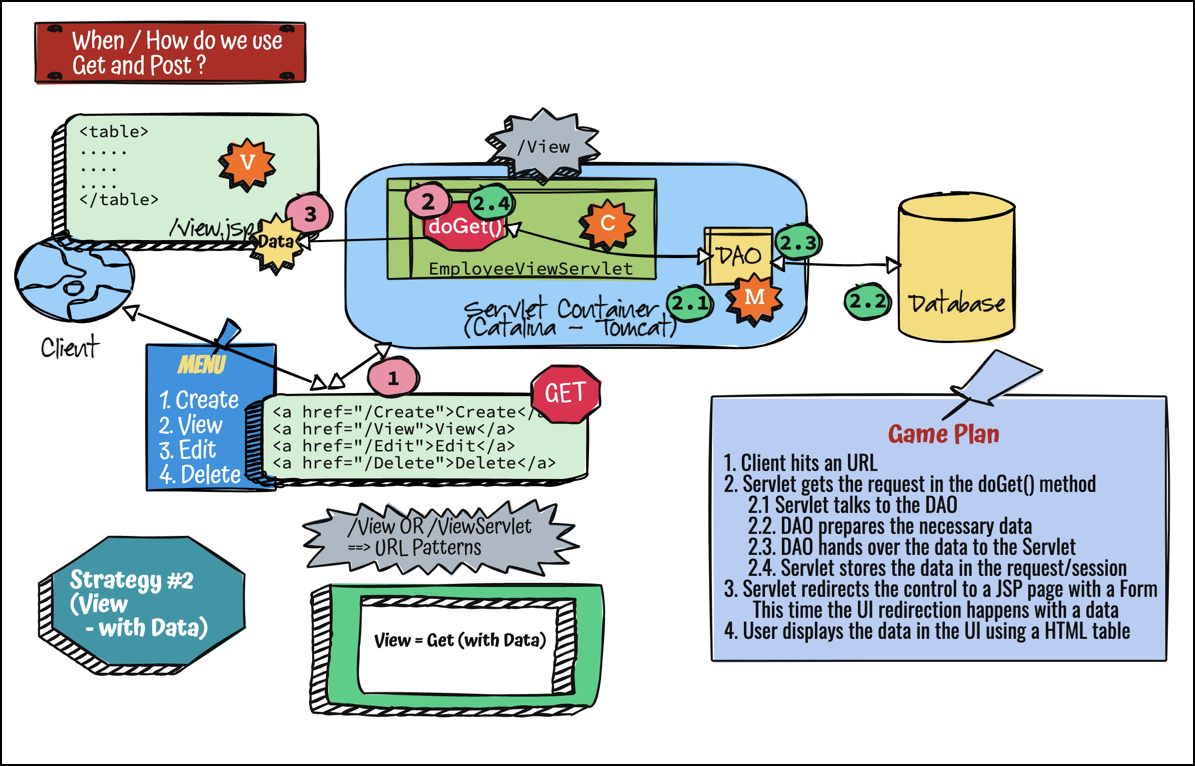 When / How do we use
Get and Post ?
<table>
.....
....
....
</table>
V
/view.jsp
3
Data
Client
/View
2
2.4
doGet()
C
EmployeeViewServlet
DAO
2.3
M
2.1
Servlet Container
(Catalina - Tomcat)
2.2
Database
MENU
1. Create
2. View
3. Edit
4. Delete
1
GET
<a href="/Create">Create</a
<a href="/View">View</a>
<a href="/Edit">Edit</a>
<a href="/Delete">Delete</a>
/View OR /ViewServlet
==> URL Patterns
Strategy #2
(View
- with Data)
View = Get (with Data)
Game Plan
1. Client hits an URL
2. Servlet gets the request in the doGet() method
2.1 Servlet talks to the DAO
2.2. DAO prepares the necessary data
2.3. DAO hands over the data to the Servlet
2.4. Servlet stores the data in the request/session
3. Servlet redirects the control to a JSP page with a Form
This time the UI redirection happens with a data
4. User displays the data in the UI using a HTML table